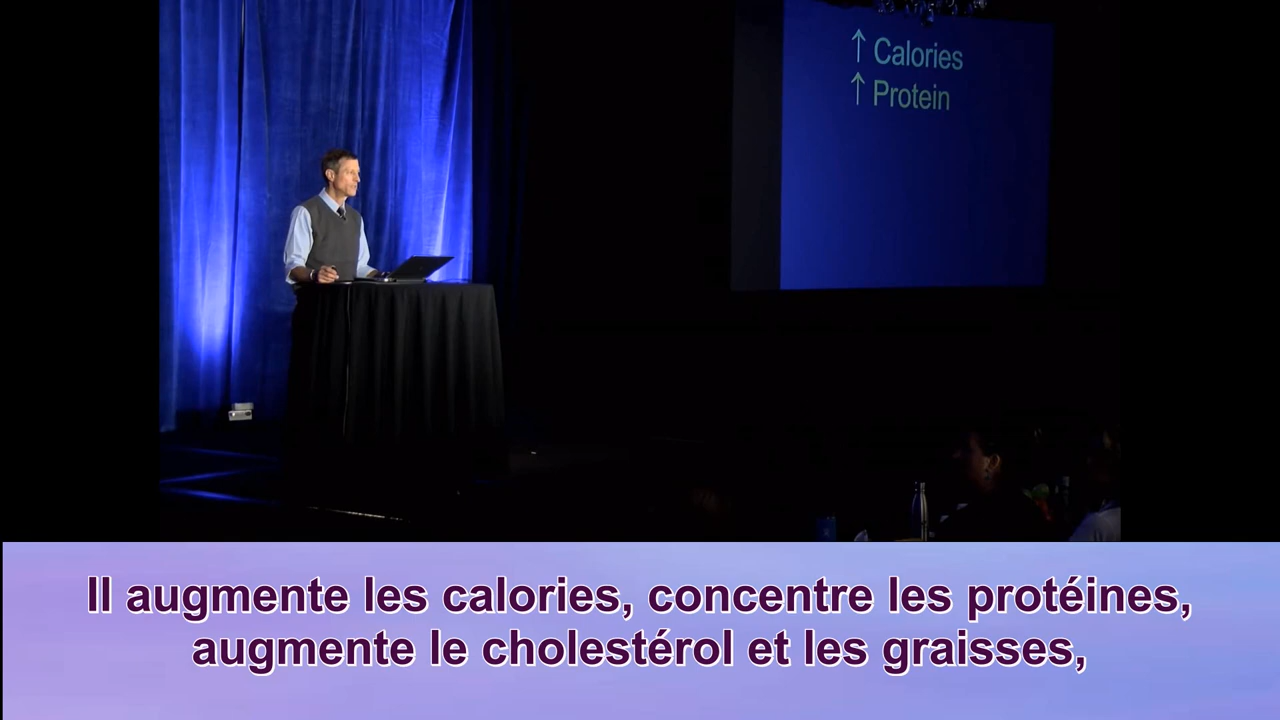 ↑ Calories
↑ Protein
Il augmente les calories, concentre les protéines,
augmente le cholestérol et les graisses,